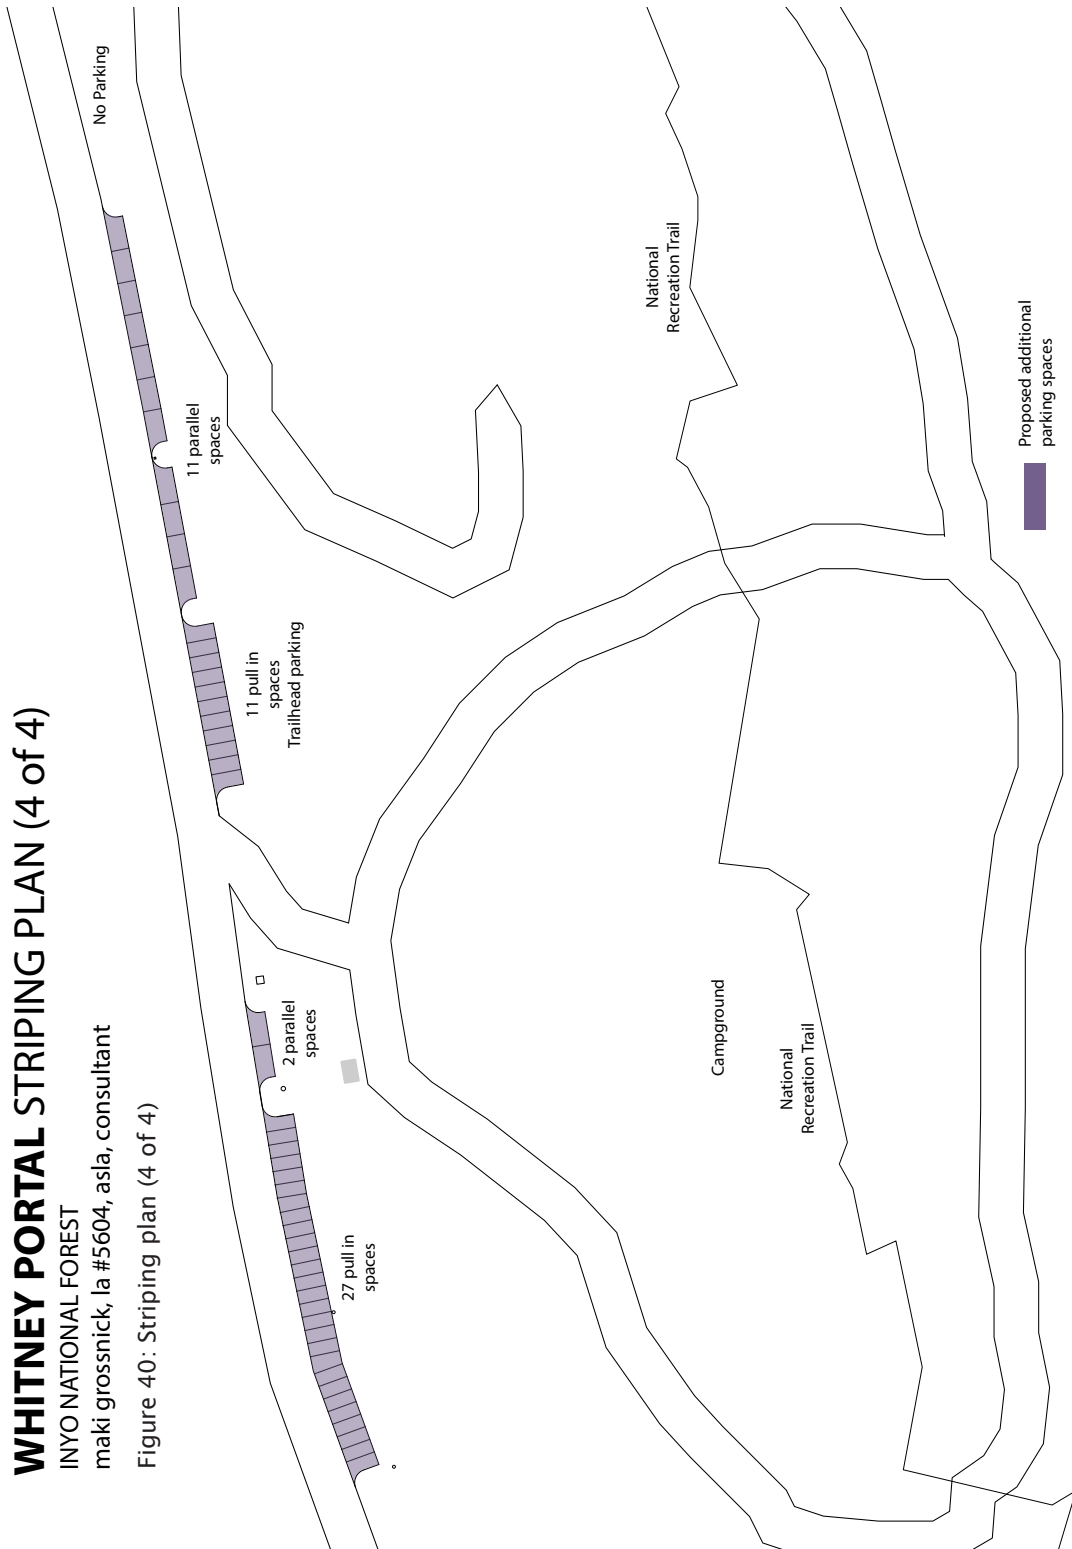 WHITNEY PORTAL STRIPING PLAN (4 of 4)
INYO NATIONAL FOREST
maki grossnick, la #5604, asla, consultant
Figure 40: Striping plan (4 of 4)
27 pull in
spaces
2 parallel
spaces
11 pull in
spaces
Trailhead parking
11 parallel
spaces
No Parking
Campground
National
Recreation Trail
National
Recreation Trail
Proposed additional
parking spaces